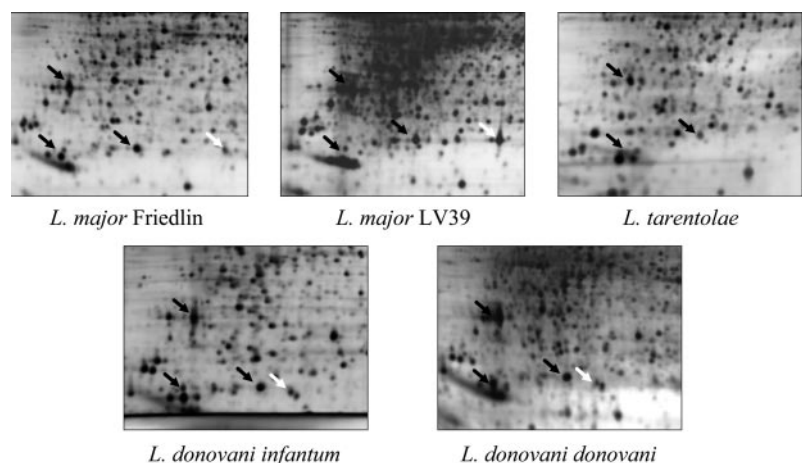 L. major Friedlin
L. major LV39
L. tarentolae
L. donovani infantum
L. donovani donovani